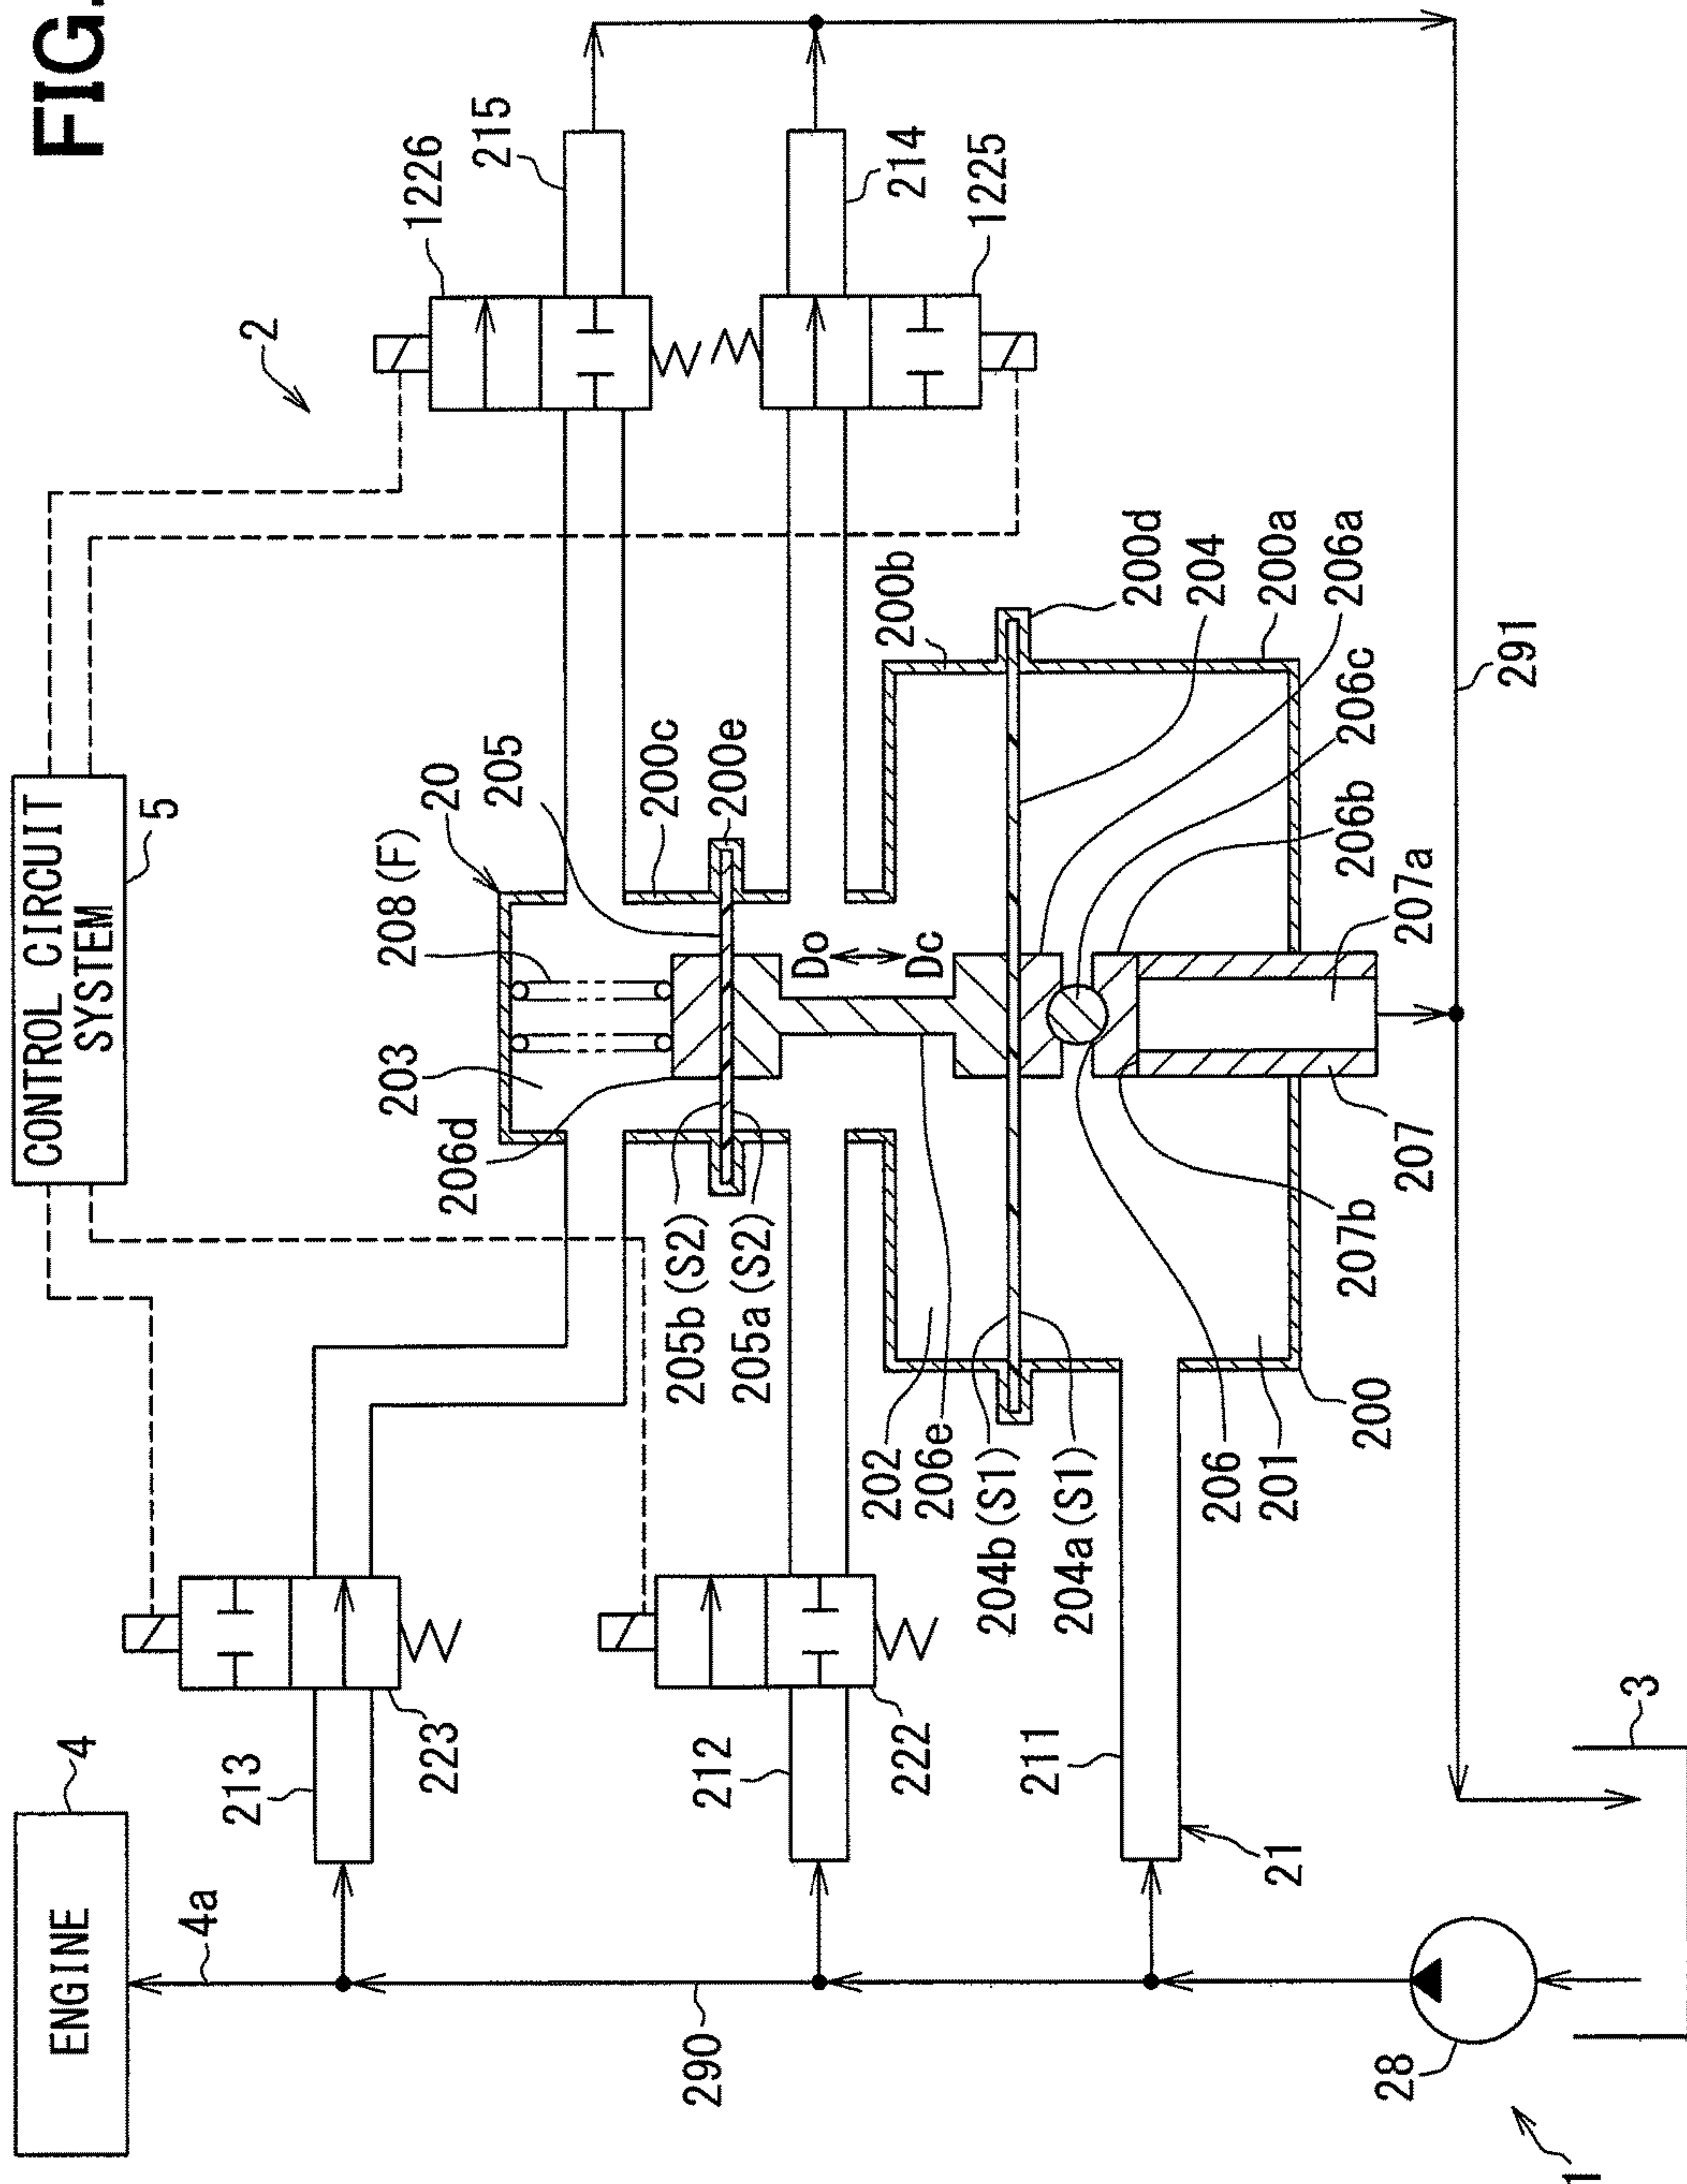 FIG.
ENGINE
4
4a
CONTROL CIRCUIT
SYSTEM
5
2
1226
215
214
1225
213
223
212
222
211
21
290
28
1
3
291
20
208(F)
203
205
206d
200c
200e
205b(S2)
205a(S2)
Do
Dc
200b
200d
204
200a
206a
206c
206b
207a
207
207b
202
206e
204b(S1)
204a(S1)
206
201
200